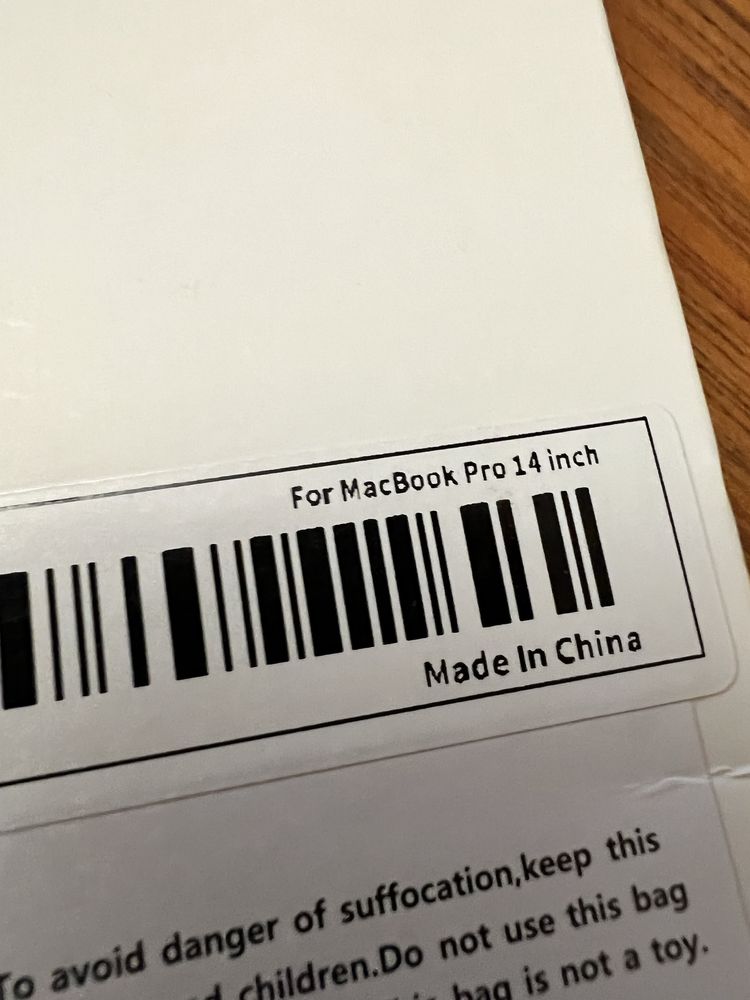 For MacBook Pro 14 inch
Made In China
To avoid danger of suffocation,keep this
children.Do not use this bag
bag is not a toy.